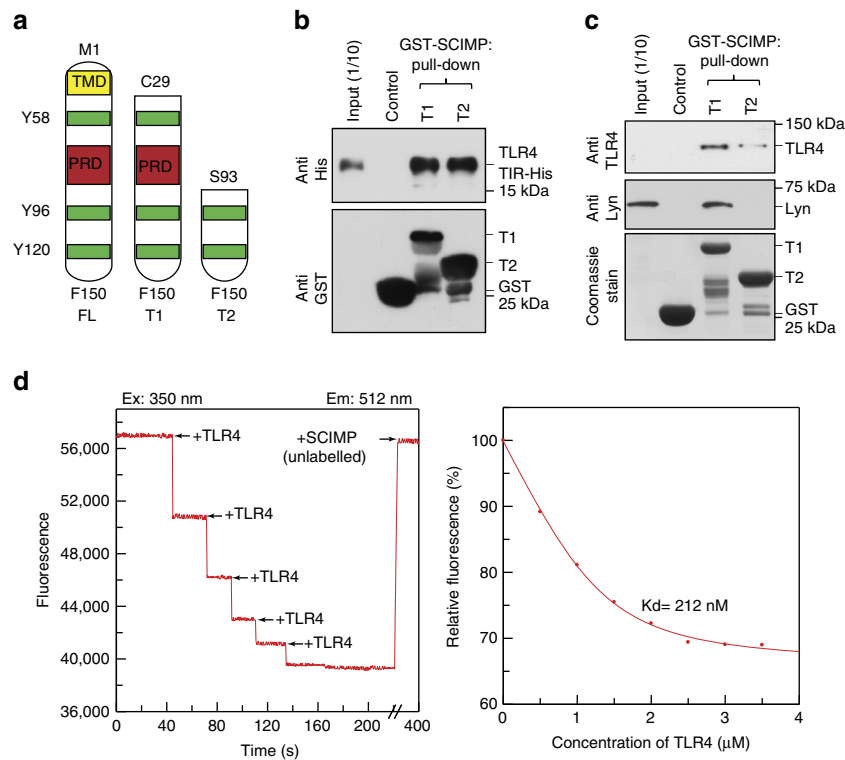 a
M1
TMD
C29
Y58
PRD
PRD
S93
Y96
Y120
F150
F150
F150
FL
T1
T2
b
GST-SCIMP:
pull-down
Input (1/10)
Control
T1
T2
Anti
His
TLR4
TIR-His
15 kDa
Anti
GST
T1
T2
GST
25 kDa
c
GST-SCIMP:
pull-down
Input (1/10)
Control
T1
T2
Anti
TLR4
150 kDa
TLR4
Anti
Lyn
75 kDa
Lyn
Coomassie
stain
T1
T2
GST
25 kDa
d
Ex: 350 nm
Em: 512 nm
+TLR4
+SCIMP
(unlabelled)
+TLR4
+TLR4
+TLR4
+TLR4
56,000
52,000
48,000
44,000
40,000
36,000
Fluorescence
0 40 80 120 160 200 400
Time (s)
100
90
80
70
60
Relative fluorescence (%)
Kd= 212 nM
0 1 2 3 4
Concentration of TLR4 (μM)